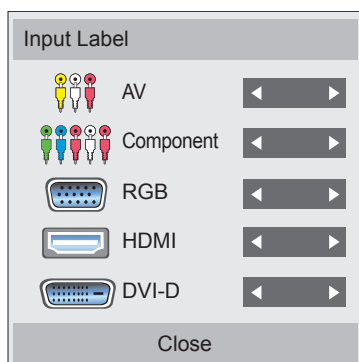 Input Label
AV
Component
RGB
HDMI
DVI-D
Close